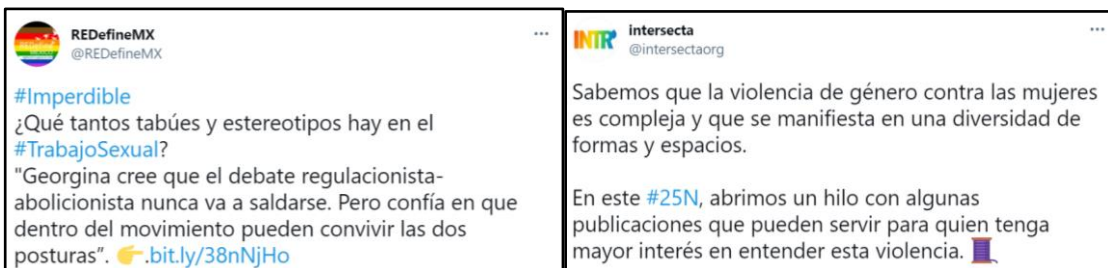 REDefineMX
@REDefineMX
#Imperdible
¿Qué tantos tabúes y estereotipos hay en el
#TrabajoSexual?
"Georgina cree que el debate regulacionista-
abolicionista nunca va a saldarse. Pero confía en que
dentro del movimiento pueden convivir las dos
posturas". 👉.bit.ly/38nNjHo
INTR
intersecta
@intersectaorg
Sabemos que la violencia de género contra las mujeres
es compleja y que se manifiesta en una diversidad de
formas y espacios.
En este #25N, abrimos un hilo con algunas
publicaciones que pueden servir para quien tenga
mayor interés en entender esta violencia. 🧵